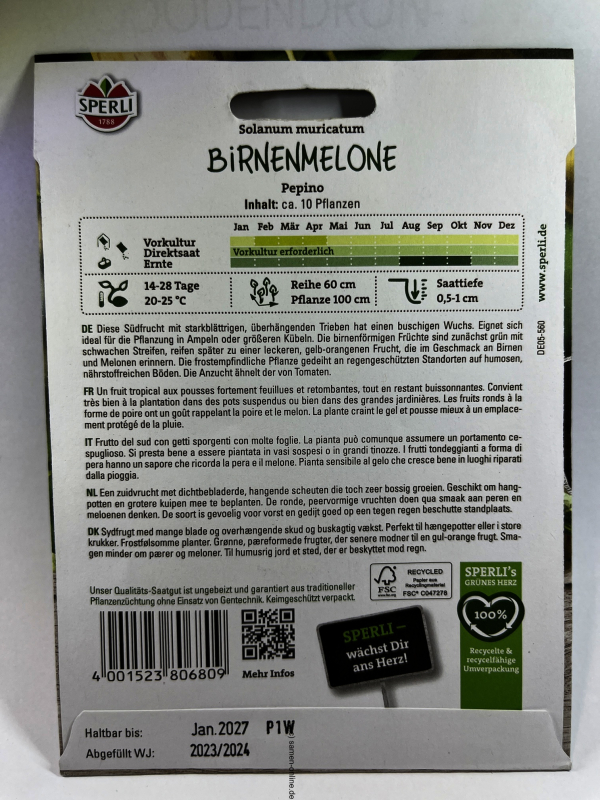 BODENDRON
SPERLI
1788
Solanum muricatum
BiRNENMELONE
Pepino
Inhalt: ca. 10 Pflanzen
Jan Feb Mär Apr Mai Jun Jul Aug Sep Okt Nov Dez
Vorkultur
Direktsaat Vorkultur erforderlich
Ernte
14-28 Tage
20-25 °C
Reihe 60 cm
Pflanze 100 cm
Saattiefe
0,5-1 cm
www.sperli.de
DE05-560
DE Diese Südfrucht mit starkblättrigen, überhängenden Trieben hat einen buschigen Wuchs. Eignet sich
ideal für die Pflanzung in Ampeln oder größeren Kübeln. Die birnenförmigen Früchte sind zunächst grün mit
schwachen Streifen, reifen später zu einer leckeren, gelb-orangenen Frucht, die im Geschmack an Birnen
und Melonen erinnern. Die frostempfindliche Pflanze gedeiht an regengeschützten Standorten auf humosen,
nährstoffreichen Böden. Die Anzucht ähnelt der von Tomaten.
FR Un fruit tropical aux pousses fortement feuillues et retombantes, tout en restant buissonnantes. Convient
très bien à la plantation dans des pots suspendus ou bien dans des grandes jardinières. Les fruits ronds à la
forme de poire ont un goût rappelant la poire et le melon. La plante craint le gel et pousse mieux à un emplace-
ment protégé de la pluie.
IT Frutto del sud con getti sporgenti con molte foglie. La pianta può comunque assumere un portamento ce-
spuglioso. Si presta bene a essere piantata in vasi sospesi o in grandi tinozze. I frutti tondeggianti a forma di
pera hanno un sapore che ricorda la pera e il melone. Pianta sensibile al gelo che cresce bene in luoghi riparati
dalla pioggia.
NL Een zuidvrucht met dichtbebladerde, hangende scheuten die toch zeer bossig groeien. Geschikt om hang-
potten en grotere kuipen mee te beplanten. De ronde, peervormige vruchten doen qua smaak aan peren en
meloenen denken. De soort is gevoelig voor vorst en gedijt goed op een tegen regen beschutte standplaats.
DK Sydfrugt med mange blade og overhængende skud og buskagtig vækst. Perfekt til hængepotter eller i store
krukker. Frostfølsomme planter. Grønne, pæreformede frugter, der senere modner til en gul-orange frugt. Sma-
gen minder om pærer og meloner. Til humusrig jord et sted, der er beskyttet mod regn.
Unser Qualitäts-Saatgut ist ungebeizt und garantiert aus traditioneller
Pflanzenzüchtung ohne Einsatz von Gentechnik. Keimgeschützt verpackt.
FSC
www.fsc.org
RECYCLED
Papier aus
Recyclingmaterial
FSC® C047278
SPERLI's
GRÜNES HERZ
100%
Recycelte &
recycelfähige
Umverpackung
4 001523 806809
Mehr Infos
SPERLI –
wächst Dir
ans Herz!
Haltbar bis: Jan.2027 P1W
Abgefüllt WJ: 2023/2024
) samen-online.de